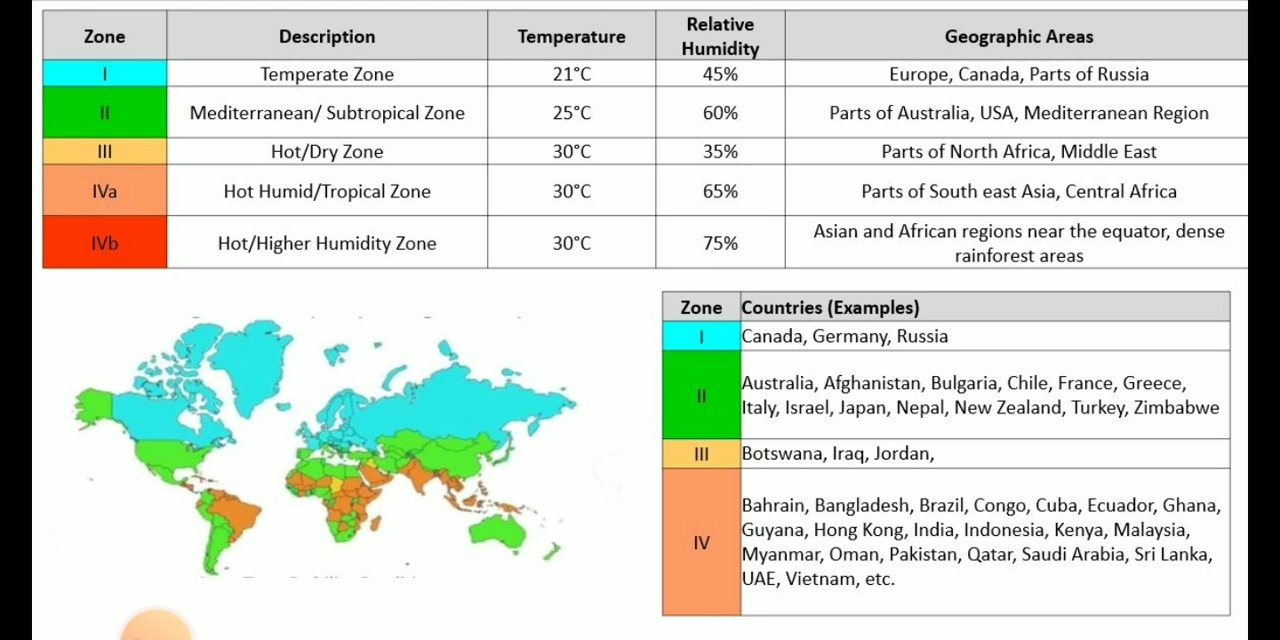 Zone Description Temperature Relative Humidity Geographic Areas
I Temperate Zone 21°C 45% Europe, Canada, Parts of Russia
II Mediterranean/ Subtropical Zone 25°C 60% Parts of Australia, USA, Mediterranean Region
III Hot/Dry Zone 30°C 35% Parts of North Africa, Middle East
IVa Hot Humid/Tropical Zone 30°C 65% Parts of South east Asia, Central Africa
IVb Hot/Higher Humidity Zone 30°C 75% Asian and African regions near the equator, dense
rainforest areas
Zone Countries (Examples)
I Canada, Germany, Russia
II Australia, Afghanistan, Bulgaria, Chile, France, Greece,
Italy, Israel, Japan, Nepal, New Zealand, Turkey, Zimbabwe
III Botswana, Iraq, Jordan,
IV Bahrain, Bangladesh, Brazil, Congo, Cuba, Ecuador, Ghana,
Guyana, Hong Kong, India, Indonesia, Kenya, Malaysia,
Myanmar, Oman, Pakistan, Qatar, Saudi Arabia, Sri Lanka,
UAE, Vietnam, etc.